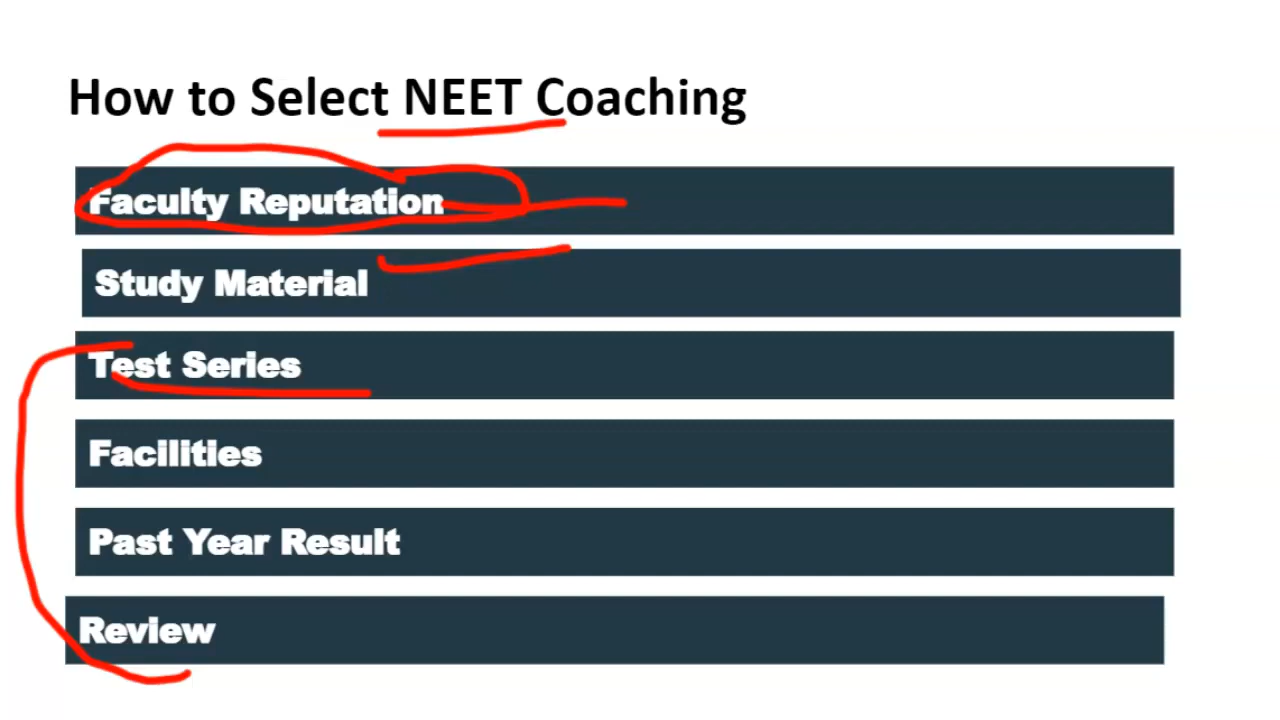 How to Select NEET Coaching
Faculty Reputation
Study Material
Test Series
Facilities
Past Year Result
Review